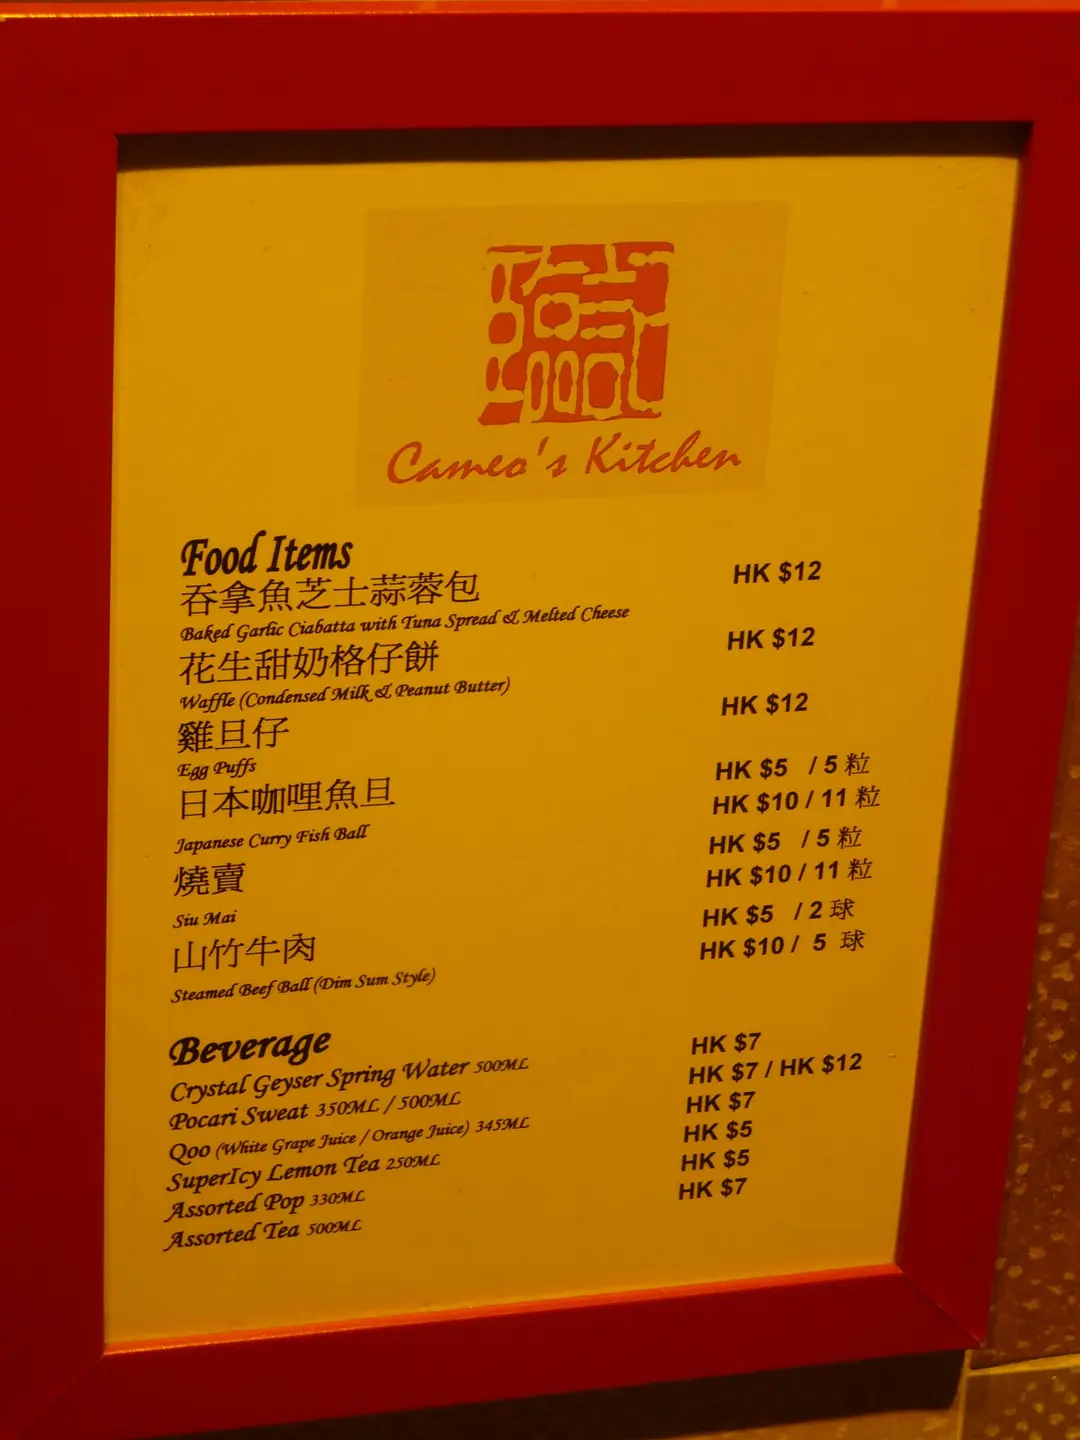 Cameo's Kitchen
Food Items
吞拿魚芝士蒜蓉包 HK $12
Baked Garlic Ciabatta with Tuna Spread & Melted Cheese
花生甜奶格仔餅 HK $12
Waffle (Condensed Milk & Peanut Butter)
雞旦仔 HK $12
Egg Puffs
日本咖哩魚旦 HK $5 / 5 粒
HK $10 / 11 粒
Japanese Curry Fish Ball
燒賣 HK $5 / 5 粒
HK $10 / 11 粒
Siu Mai
山竹牛肉 HK $5 / 2 球
HK $10 / 5 球
Steamed Beef Ball (Dim Sum Style)
Beverage
Crystal Geyser Spring Water 500ML HK $7
Pocari Sweat 350ML / 500ML HK $7 / HK $12
Qoo (White Grape Juice / Orange Juice) 345ML HK $7
SuperIcy Lemon Tea 250ML HK $5
Assorted Pop 330ML HK $5
Assorted Tea 500ML HK $7